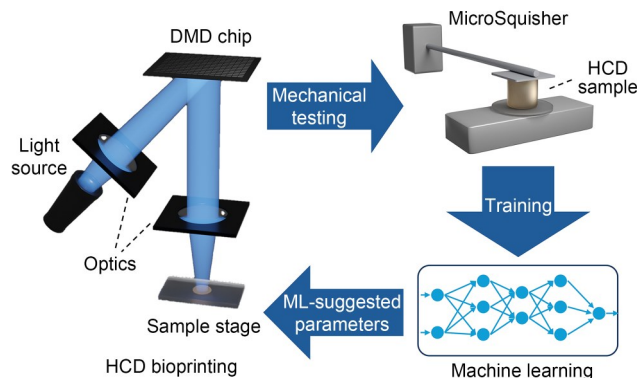 DMD chip
MicroSquisher
Mechanical
testing
HCD
sample
Light
source
Training
Optics
ML-suggested
parameters
Sample stage
HCD bioprinting
Machine learning